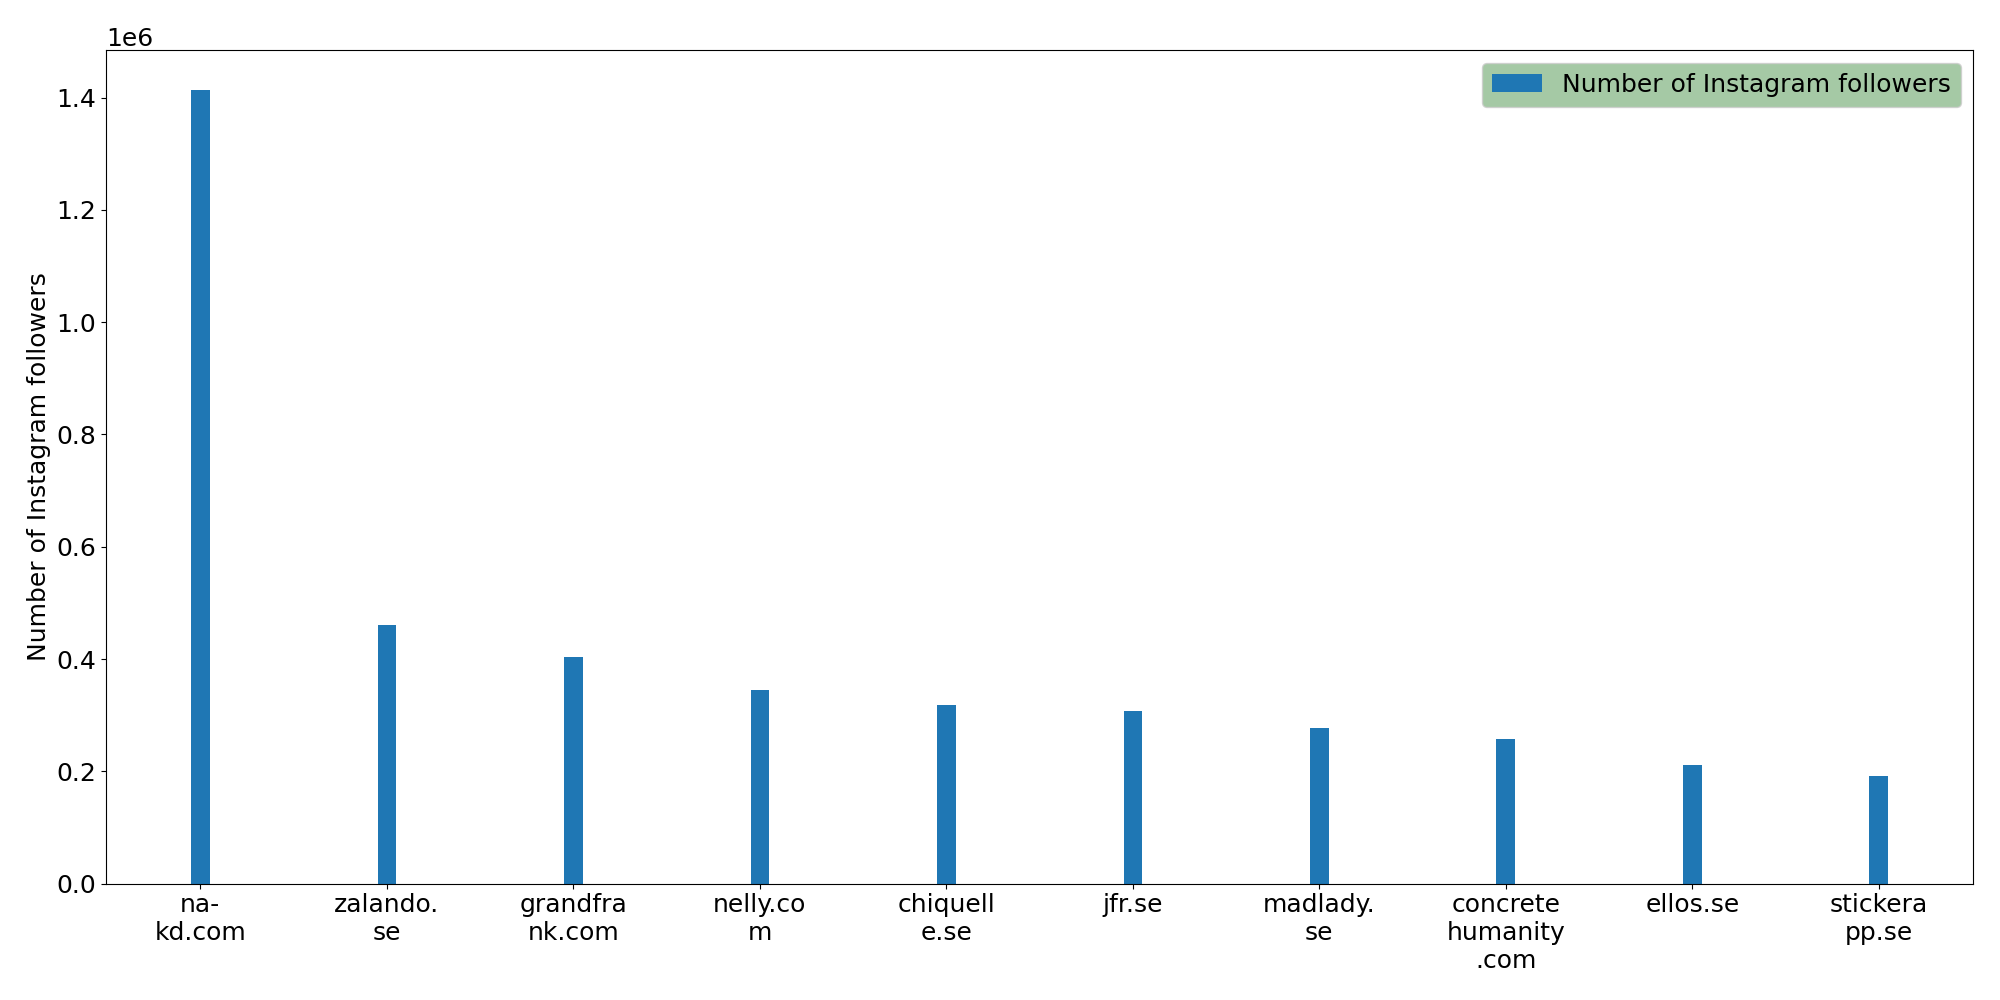 1e6
Number of Instagram followers
1.4
1.2
1.0
0.8
0.6
0.4
0.2
0.0
Number of Instagram followers
na-
kd.com
zalando.
se
grandfra
nk.com
nelly.co
m
chiquell
e.se
jfr.se
madlady.
se
concrete
humanity
.com
ellos.se
stickera
pp.se